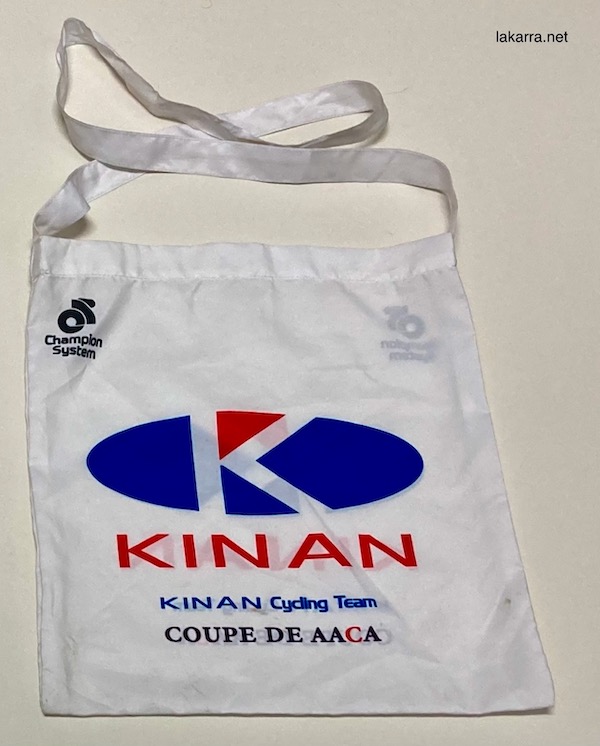 lakarra.net
Champion
System
KINAN
KINAN Cycling Team
COUPE DE AACA